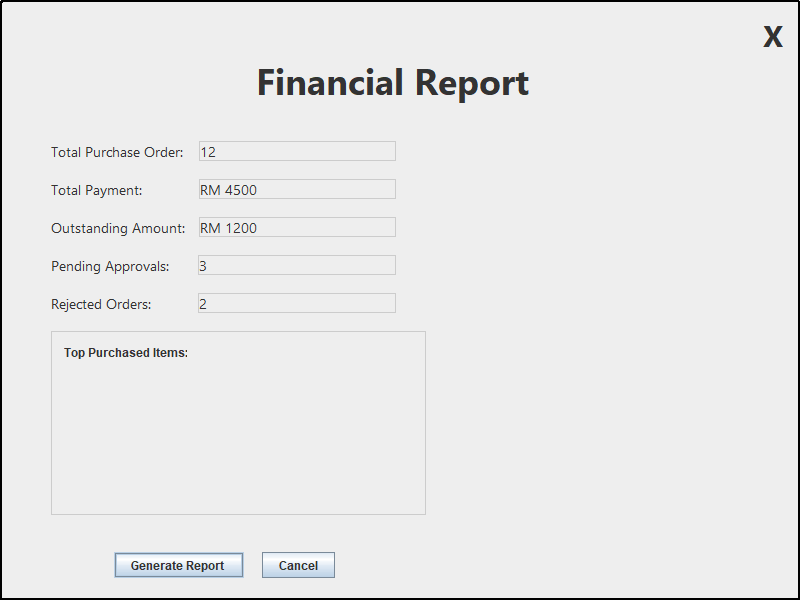 X
Financial Report
Total Purchase Order: 12
Total Payment: RM 4500
Outstanding Amount: RM 1200
Pending Approvals: 3
Rejected Orders: 2
Top Purchased Items:
Generate Report Cancel